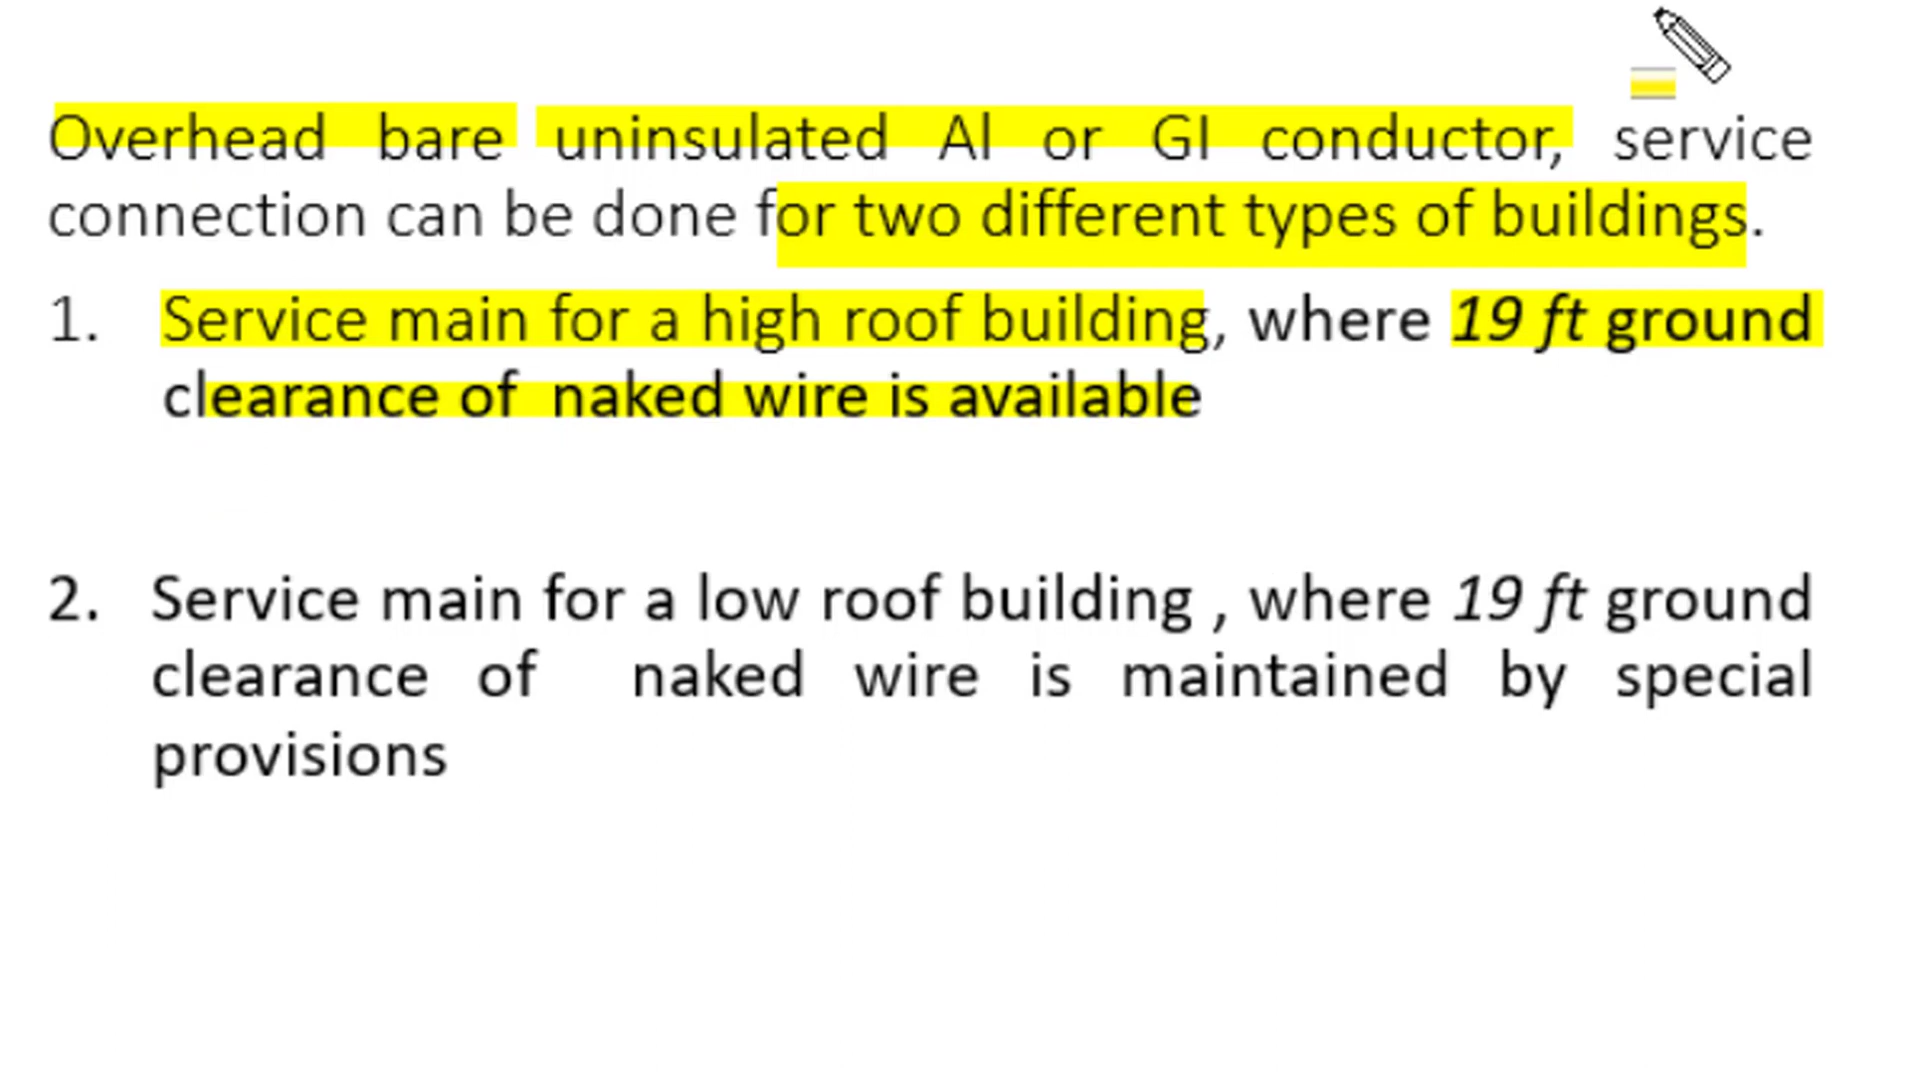 Overhead bare uninsulated Al or GI conductor, service
connection can be done for two different types of buildings.
1. Service main for a high roof building, where 19 ft ground
clearance of naked wire is available
2. Service main for a low roof building , where 19 ft ground
clearance of naked wire is maintained by special
provisions